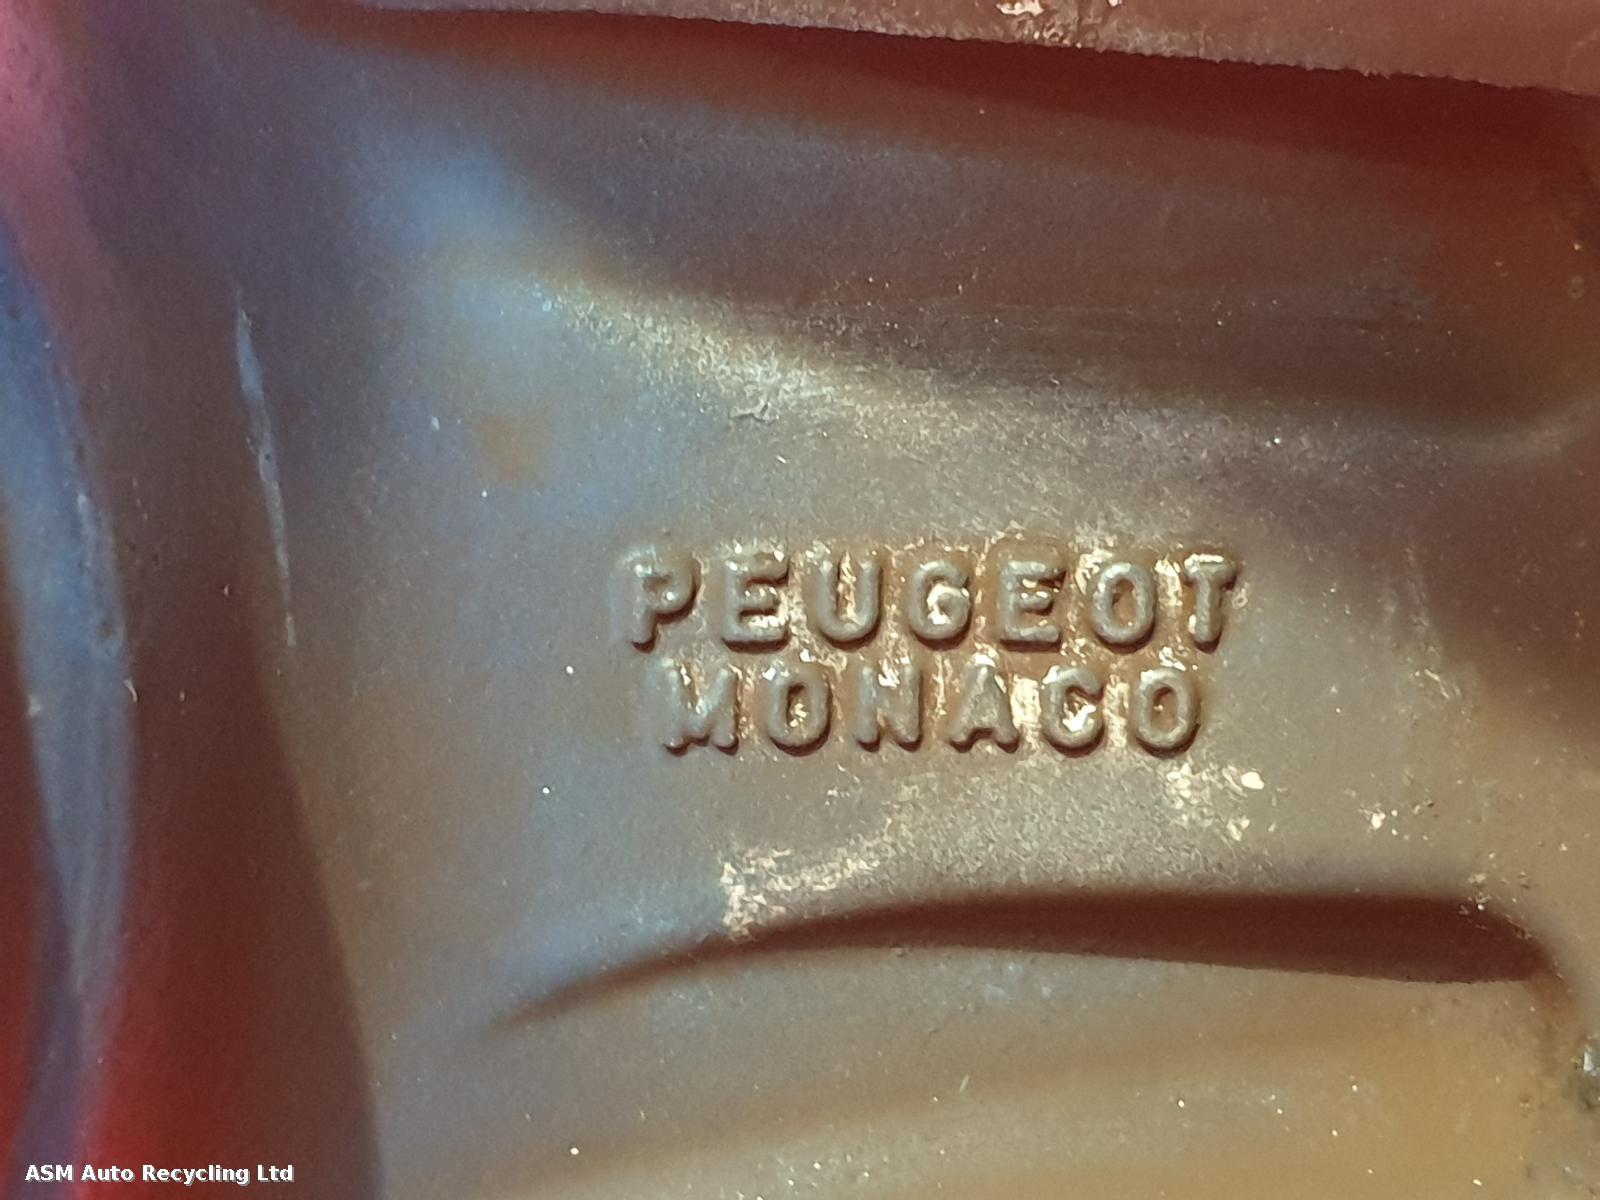 PEUGEOT
MONACO
ASM Auto Recycling Ltd